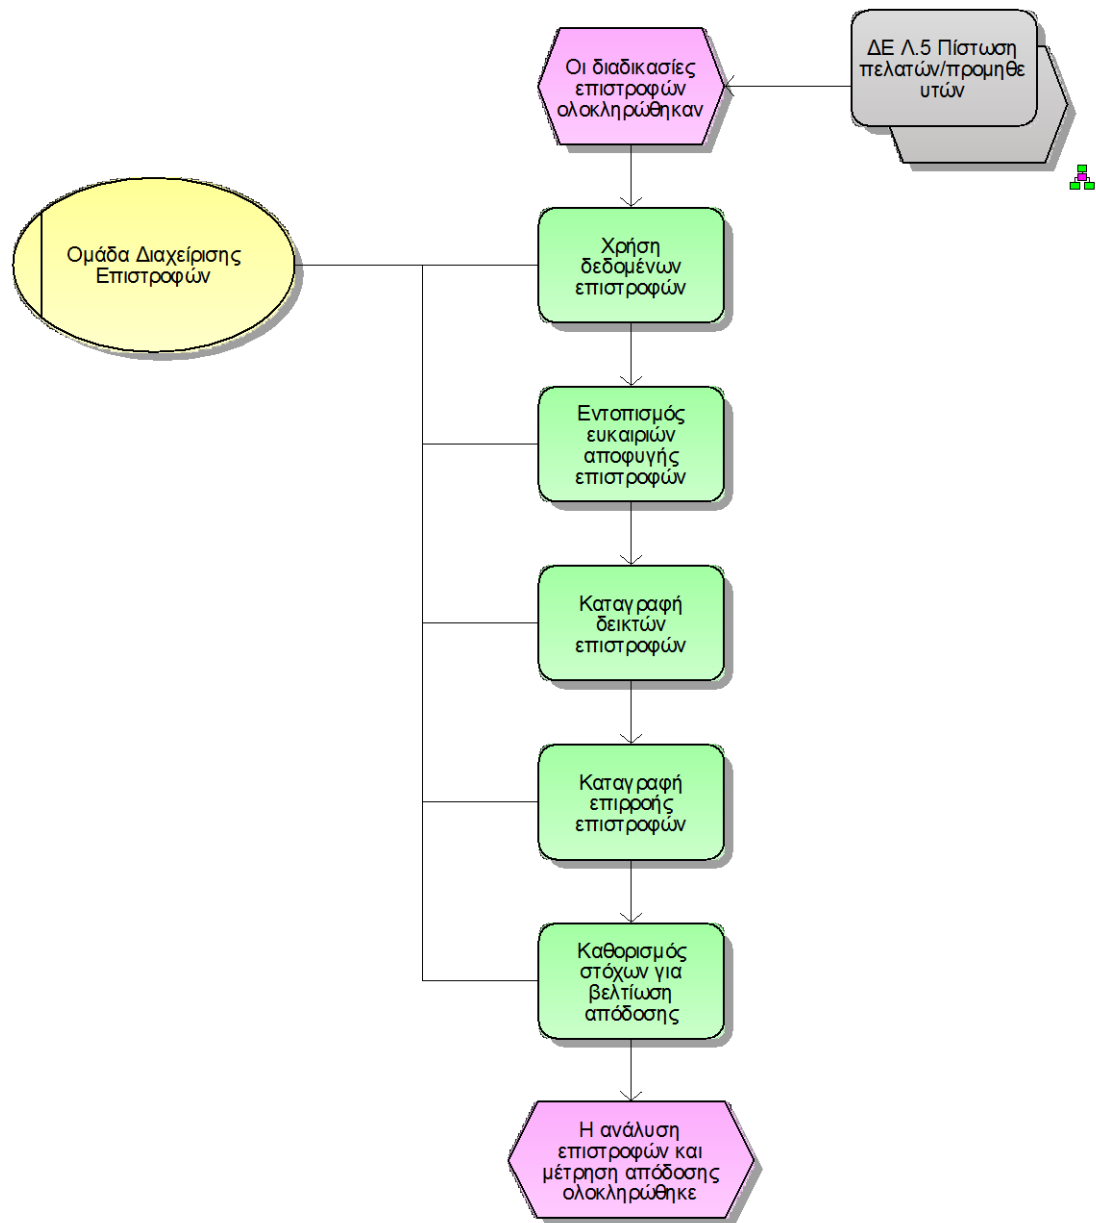 Οι διαδικασίες
επιστροφών
ολοκληρώθηκαν
ΔΕ Λ.5 Πίστωση
πελατών/προμηθε
υτών
Ομάδα Διαχείρισης
Επιστροφών
Χρήση
δεδομένων
επιστροφών
Εντοπισμός
ευκαιριών
αποφυγής
επιστροφών
Καταγραφή
δεικτών
επιστροφών
Καταγραφή
επιρροής
επιστροφών
Καθορισμός
στόχων για
βελτίωση
απόδοσης
Η ανάλυση
επιστροφών και
μέτρηση απόδοσης
ολοκληρώθηκε